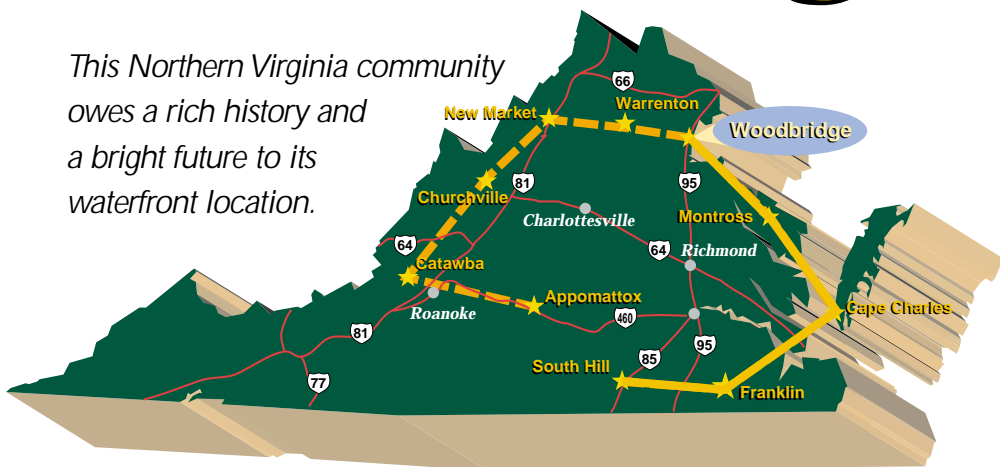 This Northern Virginia community
owes a rich history and
a bright future to its
waterfront location.
66
New Market
Warrenton
Woodbridge
81
95
Churchville
Charlottesville
Montross
64
64
Richmond
Catawba
Roanoke
Appomattox
Cape Charles
460
81
95
85
South Hill
77
Franklin